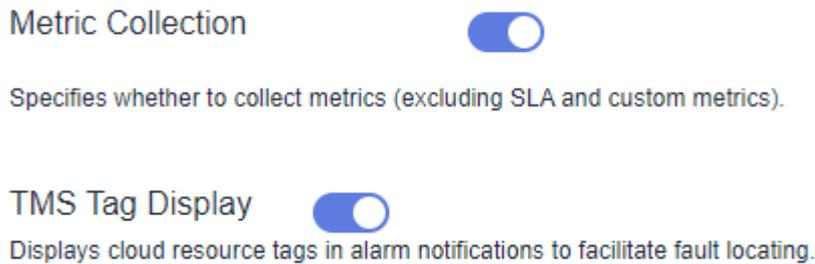 Metric Collection
Specifies whether to collect metrics (excluding SLA and custom metrics).
TMS Tag Display
Displays cloud resource tags in alarm notifications to facilitate fault locating.